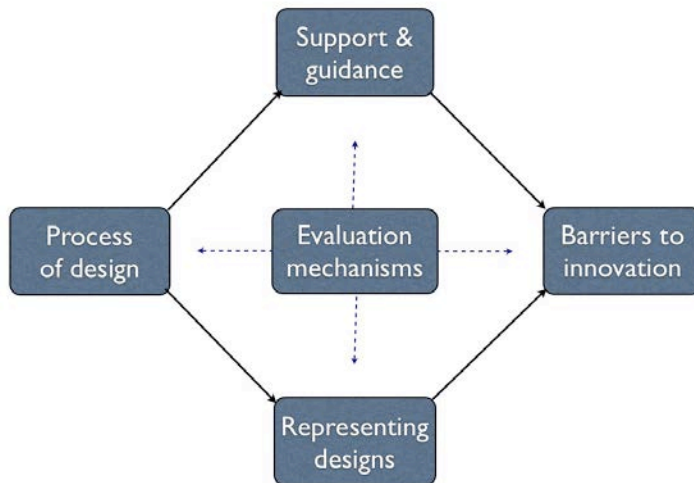 Support &
guidance
Process
of design
Evaluation
mechanisms
Barriers to
innovation
Representing
designs